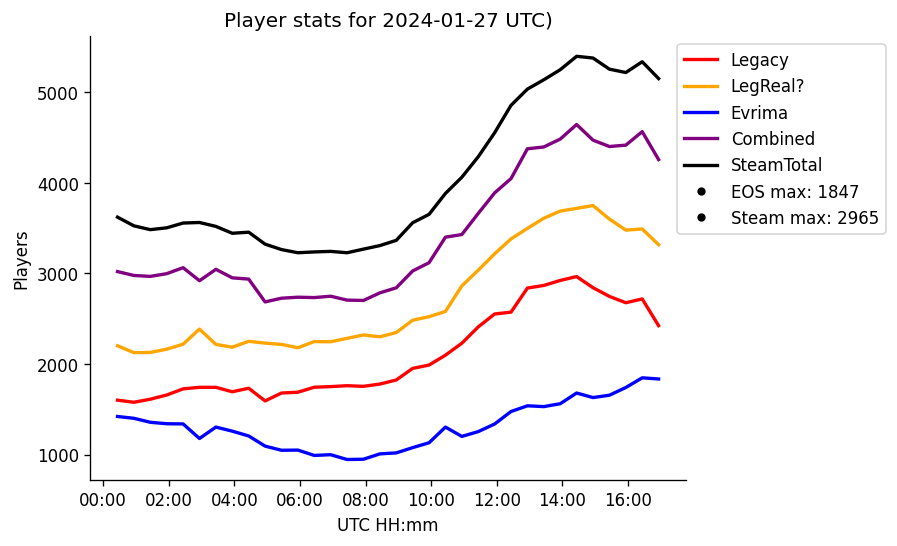 Player stats for 2024-01-27 UTC)
Legacy
LegReal?
Evrima
Combined
SteamTotal
EOS max: 1847
Steam max: 2965
Players
5000
4000
3000
2000
1000
00:00 02:00 04:00 06:00 08:00 10:00 12:00 14:00 16:00
UTC HH:mm